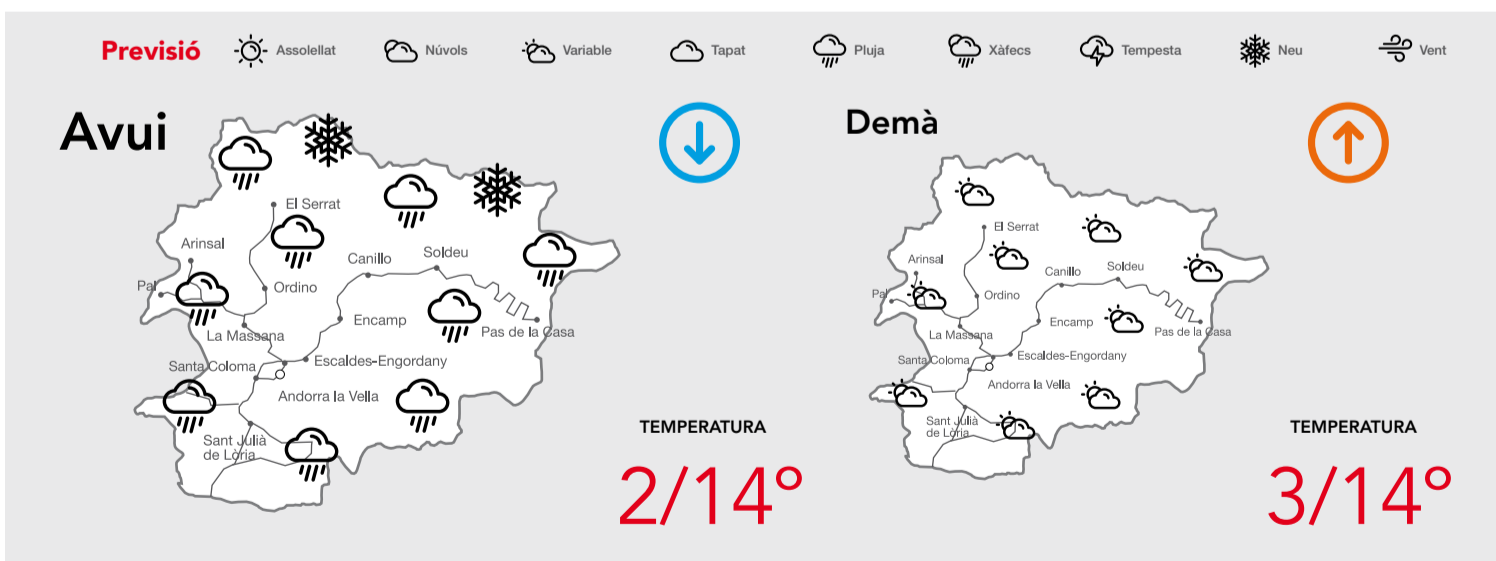 Previsió
Assolellat
Núvols
Variable
Tapat
Pluja
Xàfecs
Tempesta
Neu
Vent
Avui
El Serrat
Arinsal
Soldeu
Canillo
Pal
Ordino
Encamp
La Massana
Pas de la Casa
Escaldes-Engordany
Santa Coloma
Andorra la Vella
Sant Julià
de Lòria
TEMPERATURA
2/14°
Demà
El Serrat
Arinsal
Soldeu
Canillo
Pal
Ordino
Encamp
La Massana
Pas de la Casa
Escaldes-Engordany
Santa Coloma
Andorra la Vella
Sant Julià
de Lòria
TEMPERATURA
3/14°